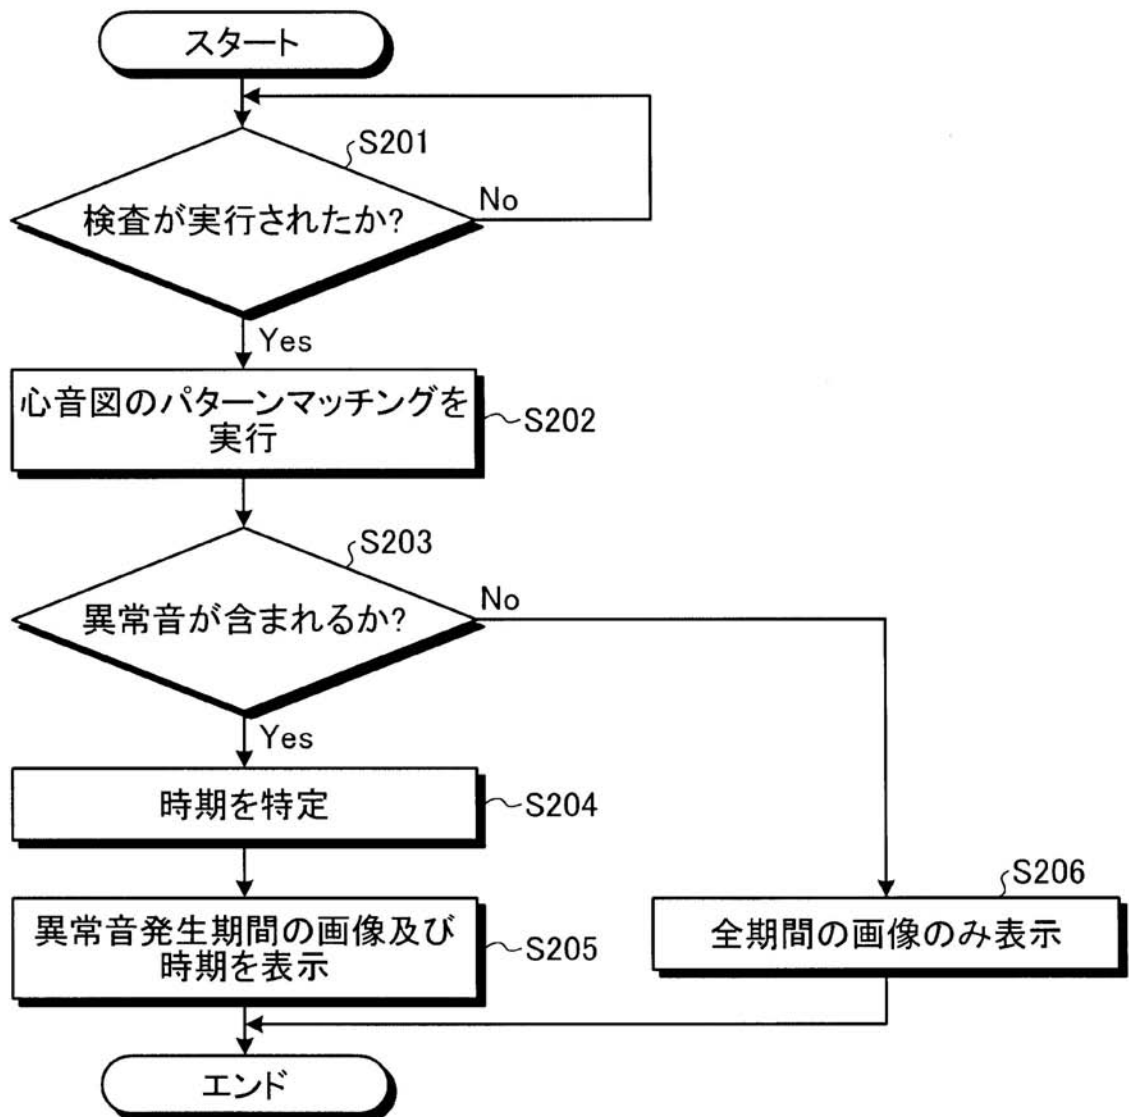 スタート
S201
検査が実行されたか?
No
Yes
心音図のパターンマッチングを
実行
S202
S203
異常音が含まれるか?
No
Yes
時期を特定
S204
異常音発生期間の画像及び
時期を表示
S205
S206
全期間の画像のみ表示
エンド